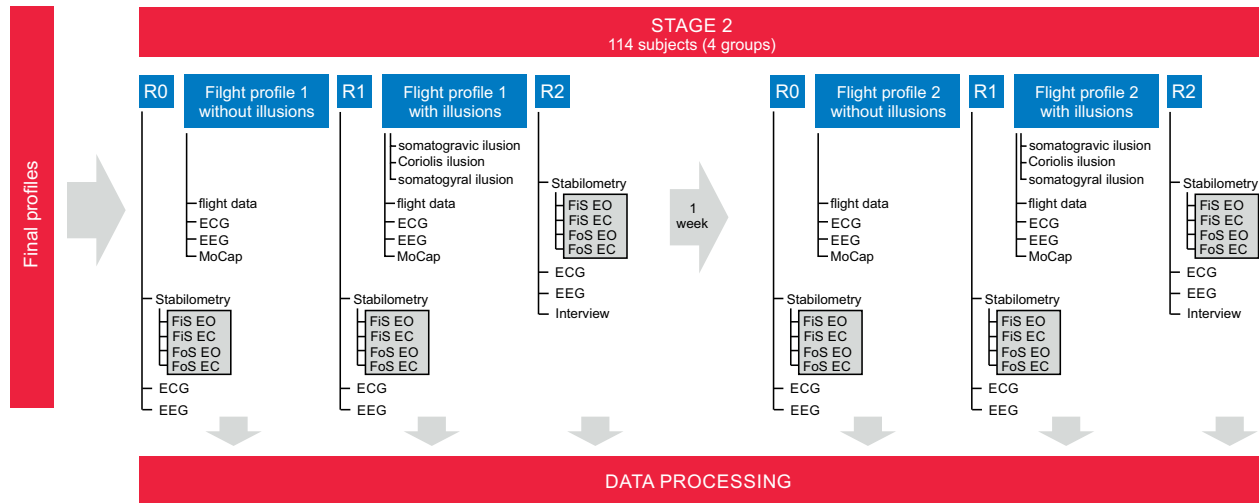 Final profiles
STAGE 2
114 subjects (4 groups)
R0
Filght profile 1
without illusions
flight data
ECG
EEG
MoCap
Stabilometry
FiS EO
FiS EC
FoS EO
FoS EC
ECG
EEG
R1
Flight profile 1
with illusions
somatogravic ilusion
Coriolis ilusion
somatogyral ilusion
flight data
ECG
EEG
MoCap
Stabilometry
FiS EO
FiS EC
FoS EO
FoS EC
ECG
EEG
R2
Stabilometry
FiS EO
FiS EC
FoS EO
FoS EC
ECG
EEG
Interview
1
week
R0
Flight profile 2
without illusions
flight data
ECG
EEG
MoCap
Stabilometry
FiS EO
FiS EC
FoS EO
FoS EC
ECG
EEG
R1
Flight profile 2
with illusions
somatogravic ilusion
Coriolis ilusion
somatogyral ilusion
flight data
ECG
EEG
MoCap
Stabilometry
FiS EO
FiS EC
FoS EO
FoS EC
ECG
EEG
R2
Stabilometry
FiS EO
FiS EC
FoS EO
FoS EC
ECG
EEG
Interview
DATA PROCESSING